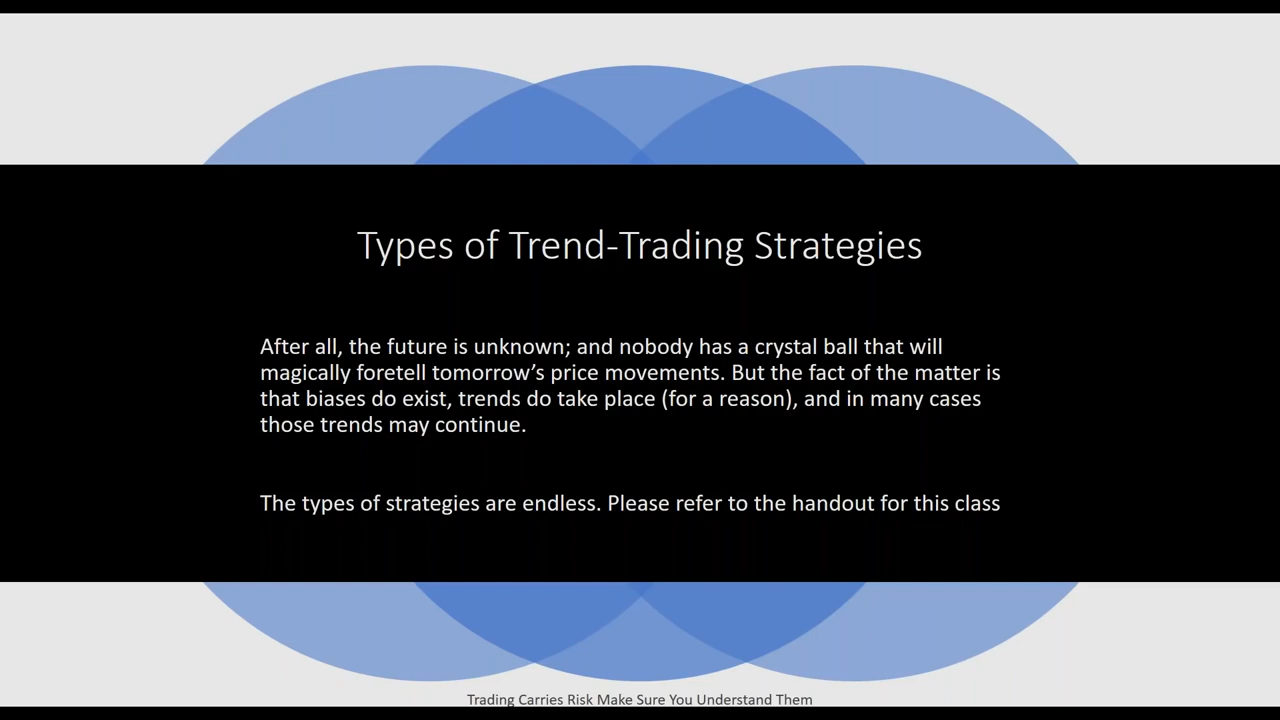 Types of Trend-Trading Strategies
After all, the future is unknown; and nobody has a crystal ball that will
magically foretell tomorrow’s price movements. But the fact of the matter is
that biases do exist, trends do take place (for a reason), and in many cases
those trends may continue.
The types of strategies are endless. Please refer to the handout for this class
Trading Carries Risk Make Sure You Understand Them